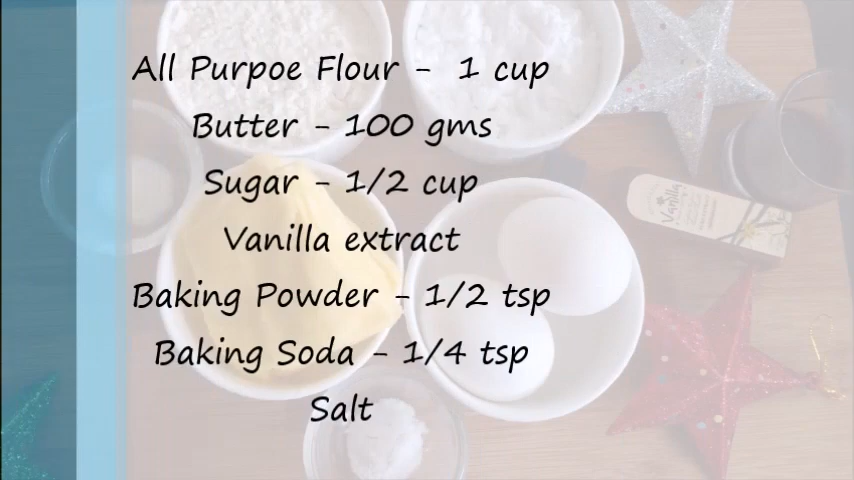 All Purpoe Flour - 1 cup
Butter - 100 gms
Sugar - 1/2 cup
Vanilla extract
Baking Powder - 1/2 tsp
Baking Soda - 1/4 tsp
Salt
Vanilla